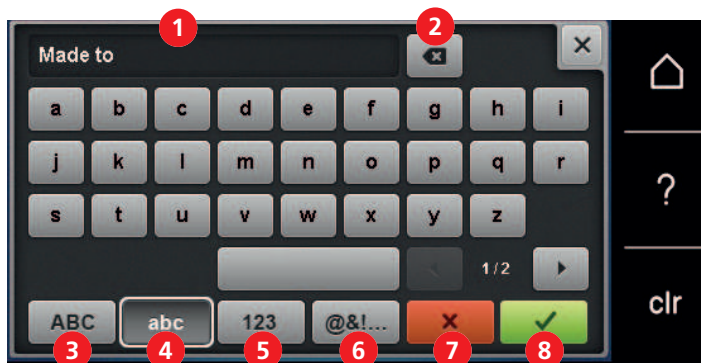 1 2
Made to
a b c d e f g h i
j k l m n o p q r
?
s t u v w x y z
1/2
ABC abc 123 @&!... clr
3 4 5 6 7 8